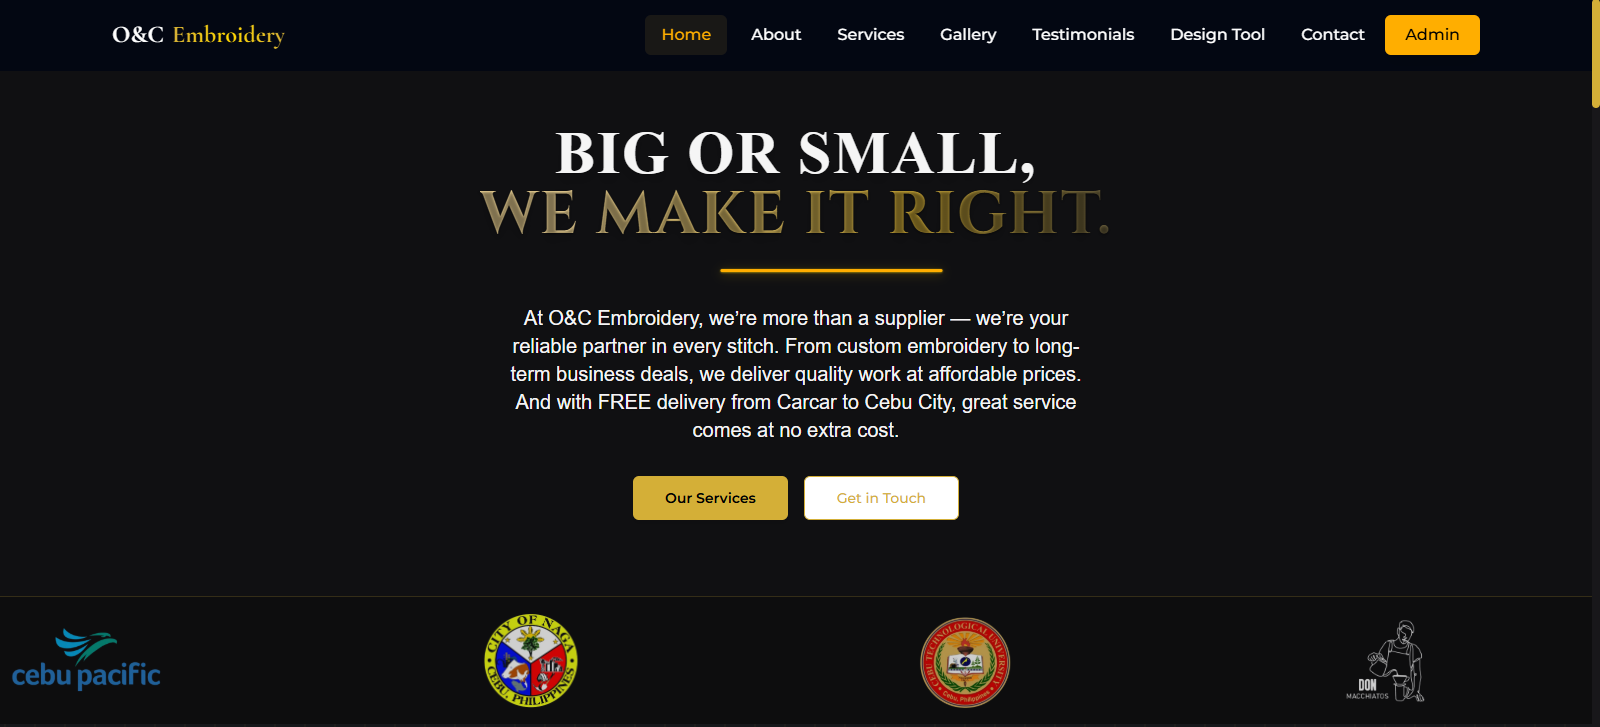 O&C Embroidery
Home
About
Services
Gallery
Testimonials
Design Tool
Contact
Admin
BIG OR SMALL,
WE MAKE IT RIGHT.
At O&C Embroidery, we’re more than a supplier — we’re your
reliable partner in every stitch. From custom embroidery to long-
term business deals, we deliver quality work at affordable prices.
And with FREE delivery from Carcar to Cebu City, great service
comes at no extra cost.
Our Services
Get in Touch
cebu pacific
CITY OF NAGA
CEBU, PHILIPPINES
CEBU TECHNOLOGICAL UNIVERSITY
Cebu, Philippines
DON
MACCHIATOS